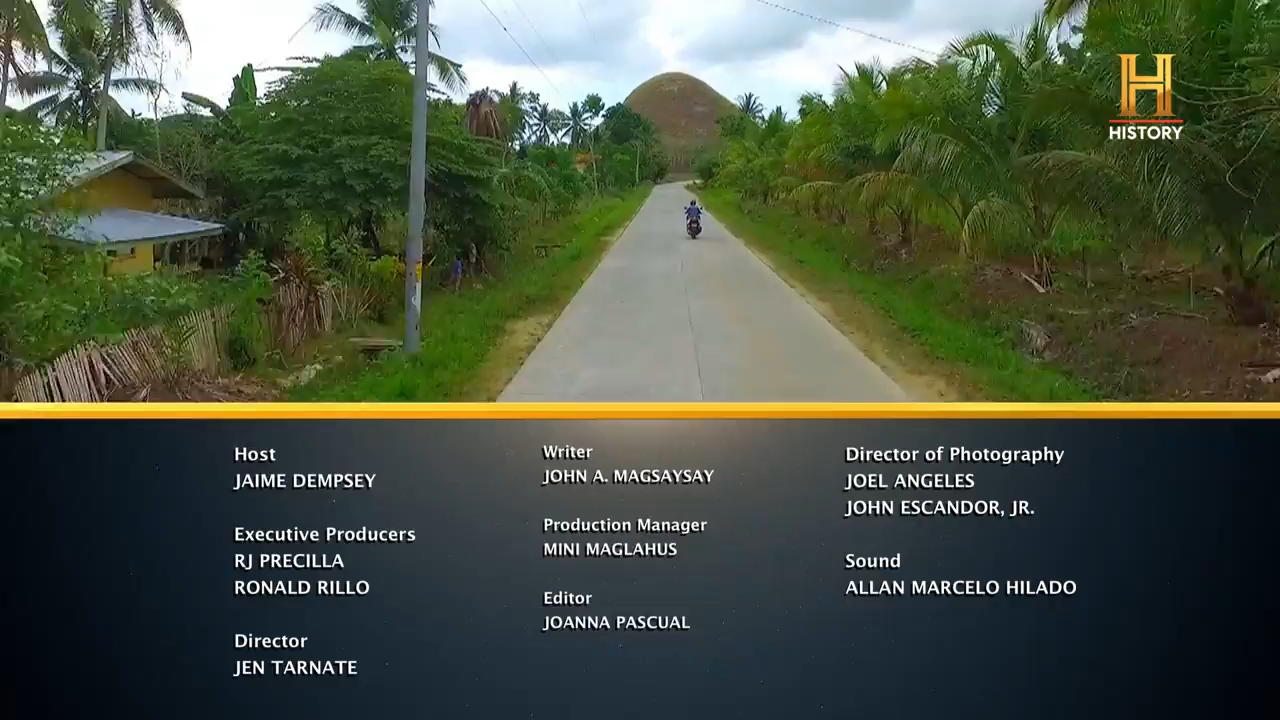 H
HISTORY
Host
JAIME DEMPSEY
Executive Producers
RJ PRECILLA
RONALD RILLO
Director
JEN TARNATE
Writer
JOHN A. MAGSAYSAY
Production Manager
MINI MAGLAHUS
Editor
JOANNA PASCUAL
Director of Photography
JOEL ANGELES
JOHN ESCANDOR, JR.
Sound
ALLAN MARCELO HILADO